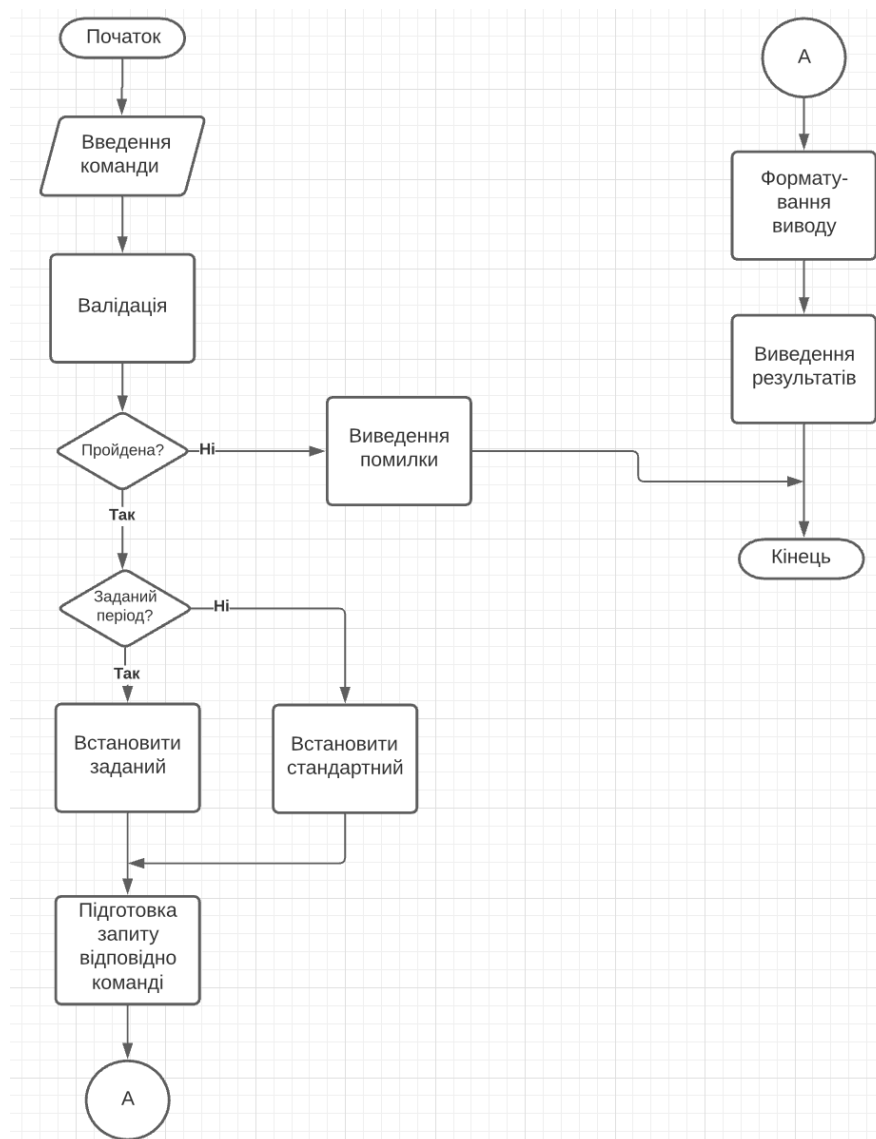 Початок
Введення
команди
Валідація
Пройдена?
Ні
Виведення
помилки
Так
Заданий
період?
Ні
Так
Встановити
заданий
Встановити
стандартний
Підготовка
запиту
відповідно
команді
А
А
Формату-
вання
виводу
Виведення
результатів
Кінець